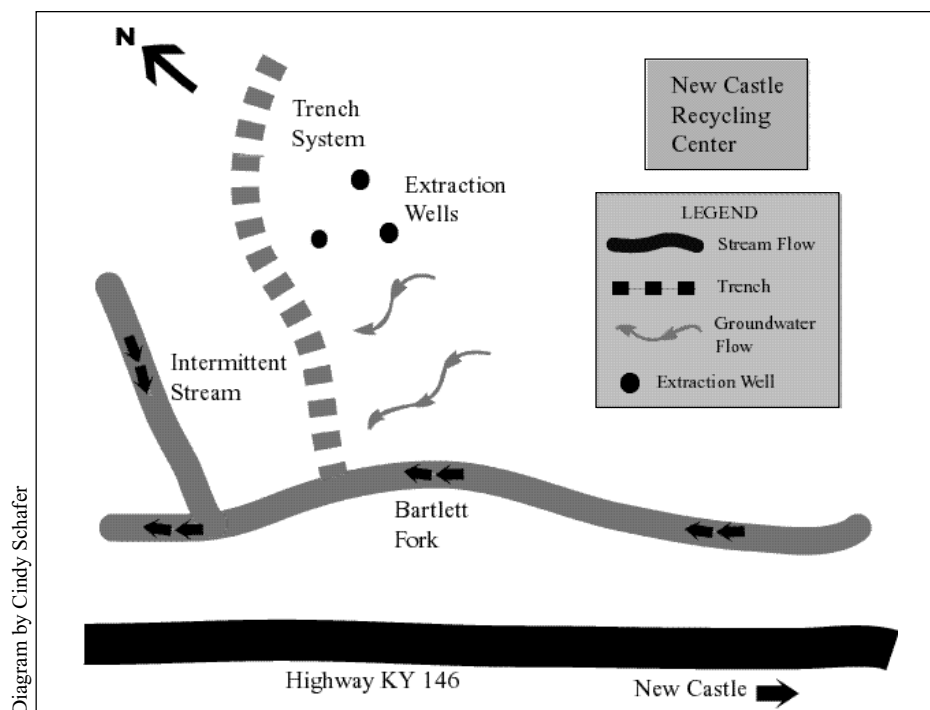 N
Trench
System
New Castle
Recycling
Center
Extraction
Wells
LEGEND
Stream Flow
Trench
Groundwater
Flow
Extraction Well
Intermittent
Stream
Bartlett
Fork
Highway KY 146
New Castle
Diagram by Cindy Schafer